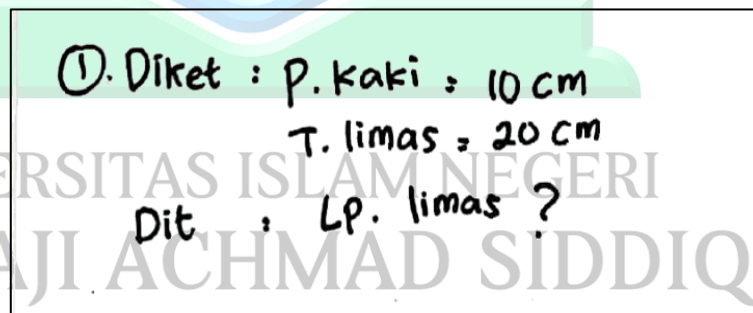 ①. Diket : P. kaki = 10 cm
T. limas = 20 cm
ERSITAS ISLAM NEGERI
Dit : LP. limas ?
AJI ACHMAD SIDDIQ